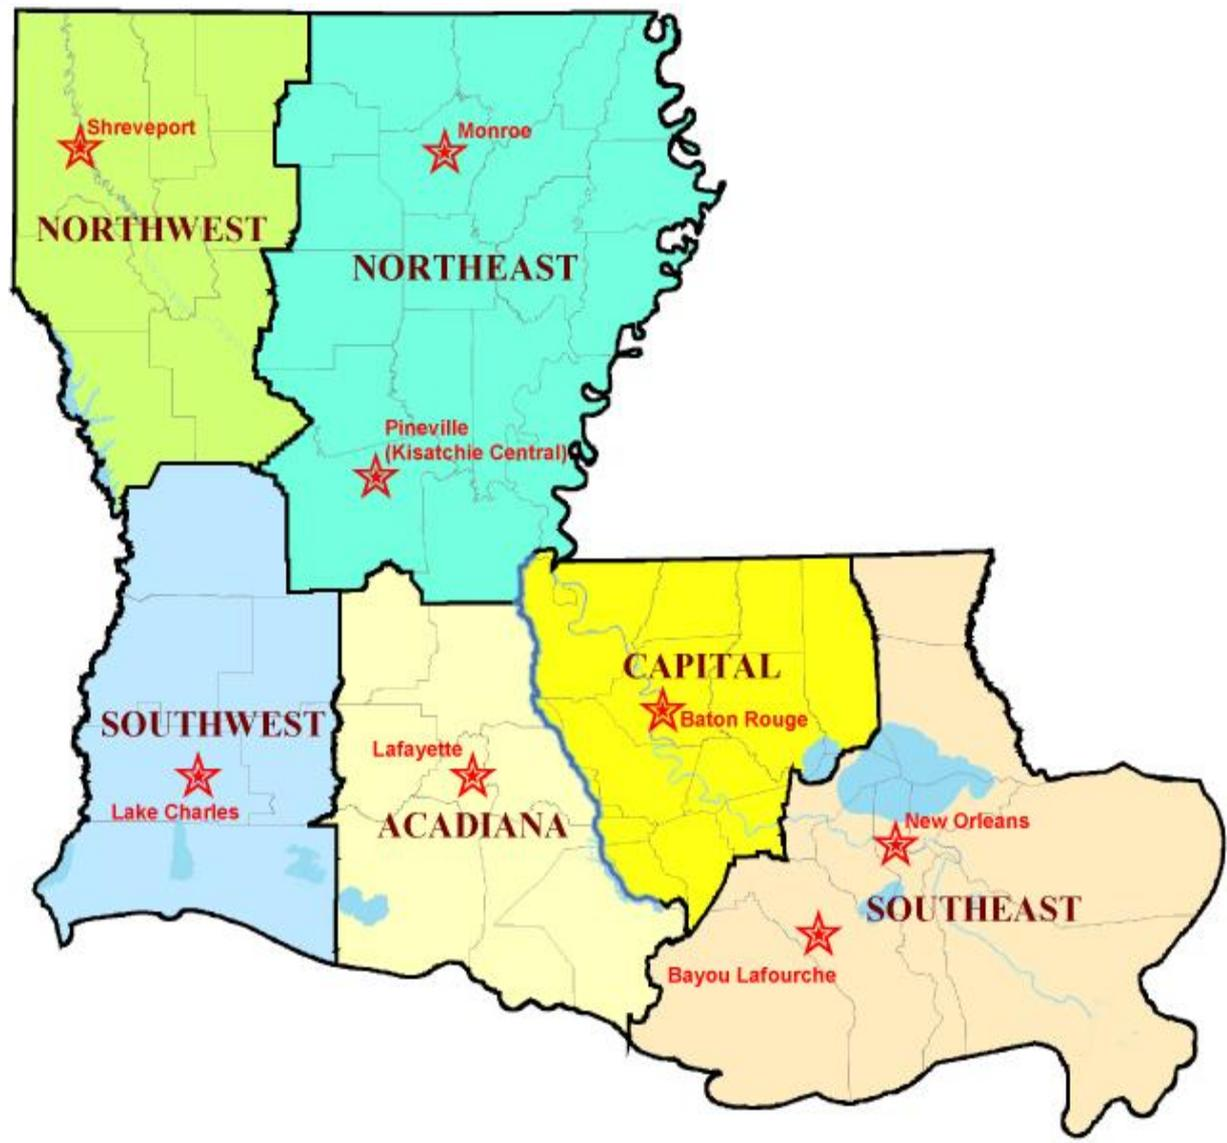 Shreveport
Monroe
NORTHWEST
NORTHEAST
Pineville
(Kisatchie Central)
CAPITAL
Baton Rouge
SOUTHWEST
Lafayette
Lake Charles
ACADIANA
New Orleans
SOUTHEAST
Bayou Lafourche